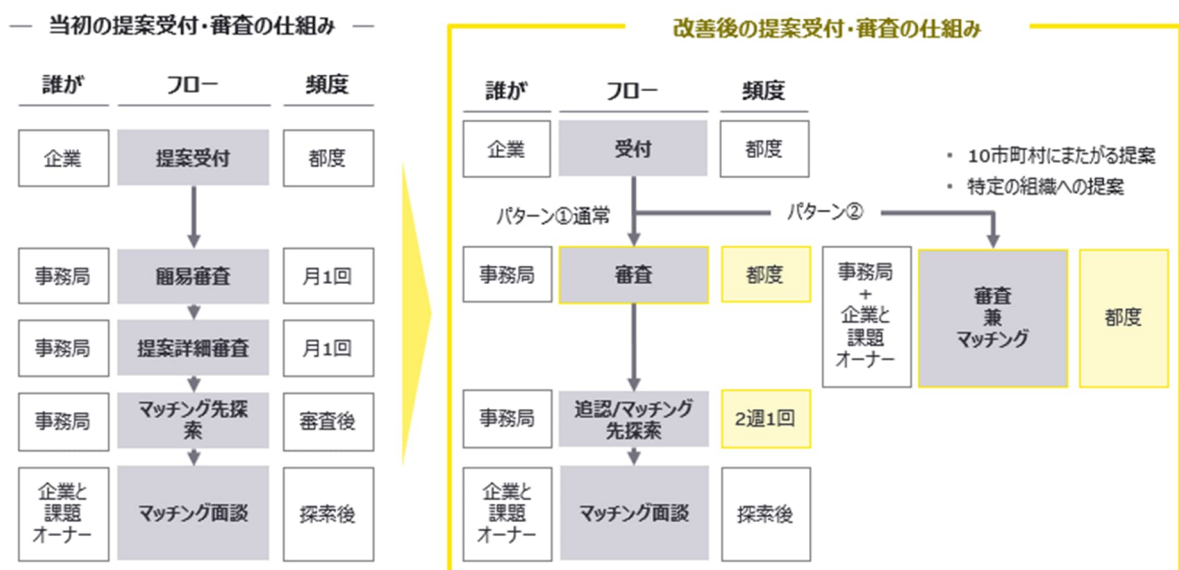 当初の提案受付・審査の仕組み
誰が
フロー
頻度
企業
提案受付
都度
事務局
簡易審査
月1回
事務局
提案詳細審査
月1回
事務局
マッチング先探
索
審査後
企業と
課題
オーナー
マッチング面談
探索後
改善後の提案受付・審査の仕組み
誰が
フロー
頻度
企業
受付
都度
・ 10市町村にまたがる提案
・ 特定の組織への提案
パターン①通常
パターン②
事務局
審査
都度
事務局
+
企業と
課題
オーナー
審査
兼
マッチング
都度
事務局
追認/マッチング
先探索
2週1回
企業と
課題
オーナー
マッチング面談
探索後